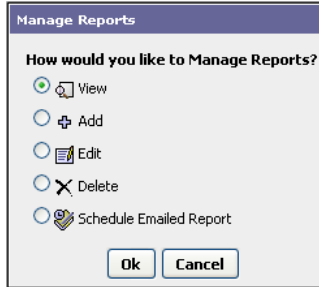 Manage Reports
How would you like to Manage Reports?
View
Add
Edit
Delete
Schedule Emailed Report
Ok Cancel